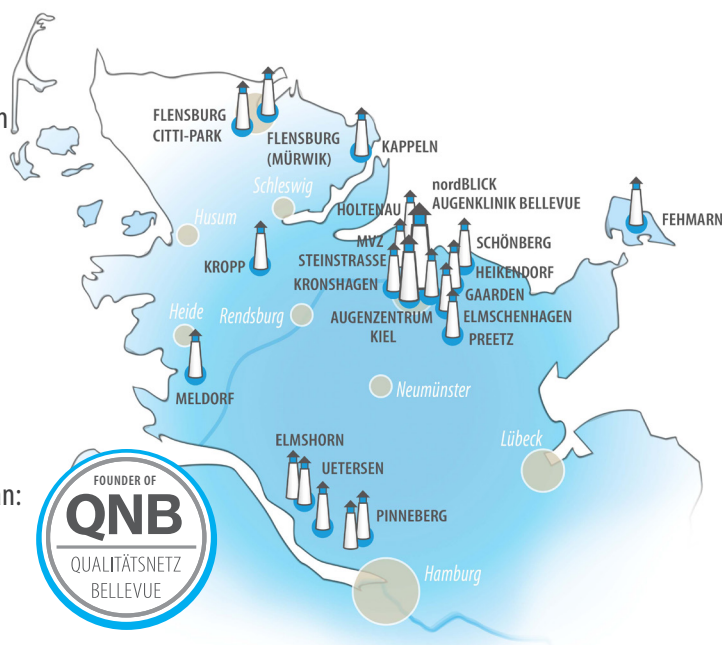 n
FLENSBURG
CITTI-PARK
FLENSBURG
(MÜRWIK)
KAPPELN
Schleswig
Husum
nordBLICK
AUGENKLINIK BELLEVUE
HOLTENAU
FEHMARN
MVZ
STEINSTRASSE
SCHÖNBERG
KROPP
KRONSHAGEN
HEIKENDORF
GAARDEN
Heide
Rendsburg
AUGENZENTRUM
KIEL
ELMSCHENHAGEN
PREETZ
MELDORF
Neumünster
ELMSHORN
Lübeck
UETERSEN
PINNEBERG
n:
FOUNDER OF
QNB
QUALITÄTSNETZ
BELLEVUE
Hamburg